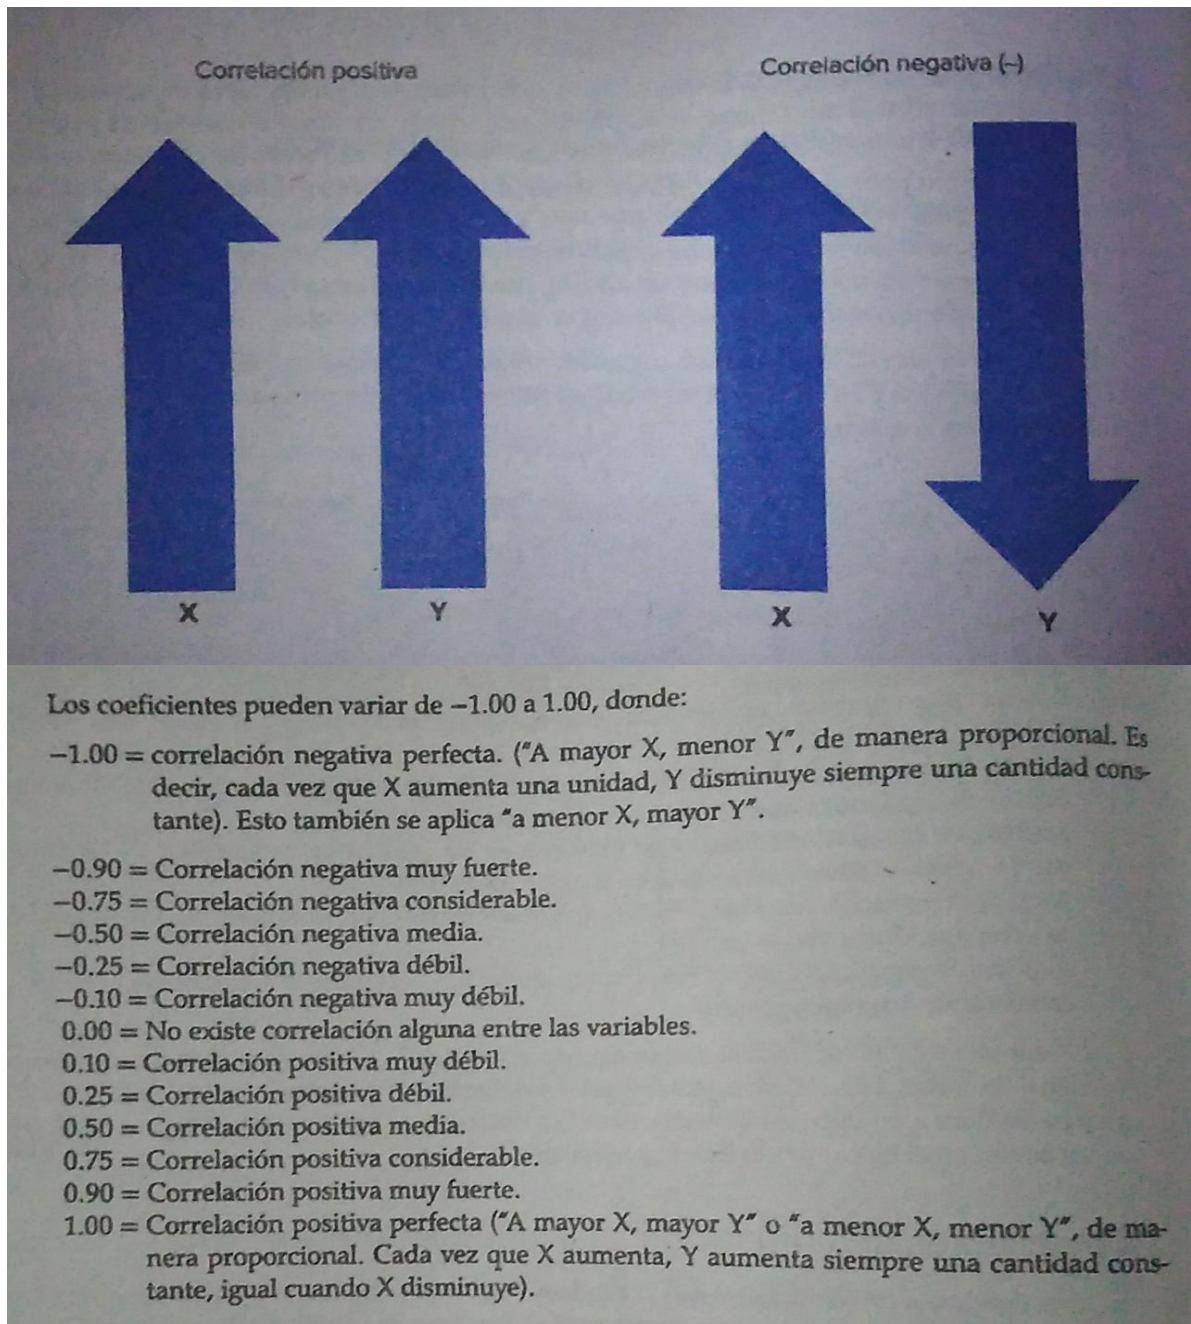 Correlación positiva
Correlación negativa (–)
X
Y
X
Y
Los coeficientes pueden variar de −1.00 a 1.00, donde:
−1.00 = correlación negativa perfecta. (“A mayor X, menor Y”, de manera proporcional. Es
decir, cada vez que X aumenta una unidad, Y disminuye siempre una cantidad cons-
tante). Esto también se aplica “a menor X, mayor Y”.
−0.90 = Correlación negativa muy fuerte.
−0.75 = Correlación negativa considerable.
−0.50 = Correlación negativa media.
−0.25 = Correlación negativa débil.
−0.10 = Correlación negativa muy débil.
0.00 = No existe correlación alguna entre las variables.
0.10 = Correlación positiva muy débil.
0.25 = Correlación positiva débil.
0.50 = Correlación positiva media.
0.75 = Correlación positiva considerable.
0.90 = Correlación positiva muy fuerte.
1.00 = Correlación positiva perfecta (“A mayor X, mayor Y” o “a menor X, menor Y”, de ma-
nera proporcional. Cada vez que X aumenta, Y aumenta siempre una cantidad cons-
tante, igual cuando X disminuye).